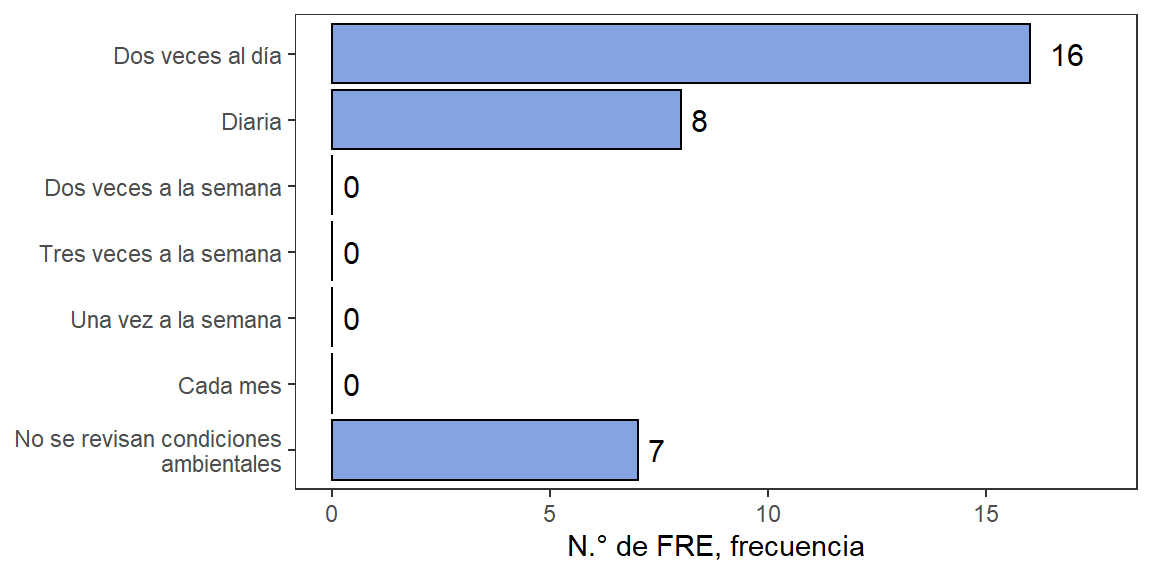 Dos veces al día
16
Diaria
8
Dos veces a la semana
0
Tres veces a la semana
0
Una vez a la semana
0
Cada mes
0
No se revisan condiciones
ambientales
7
0
5
10
15
N.° de FRE, frecuencia